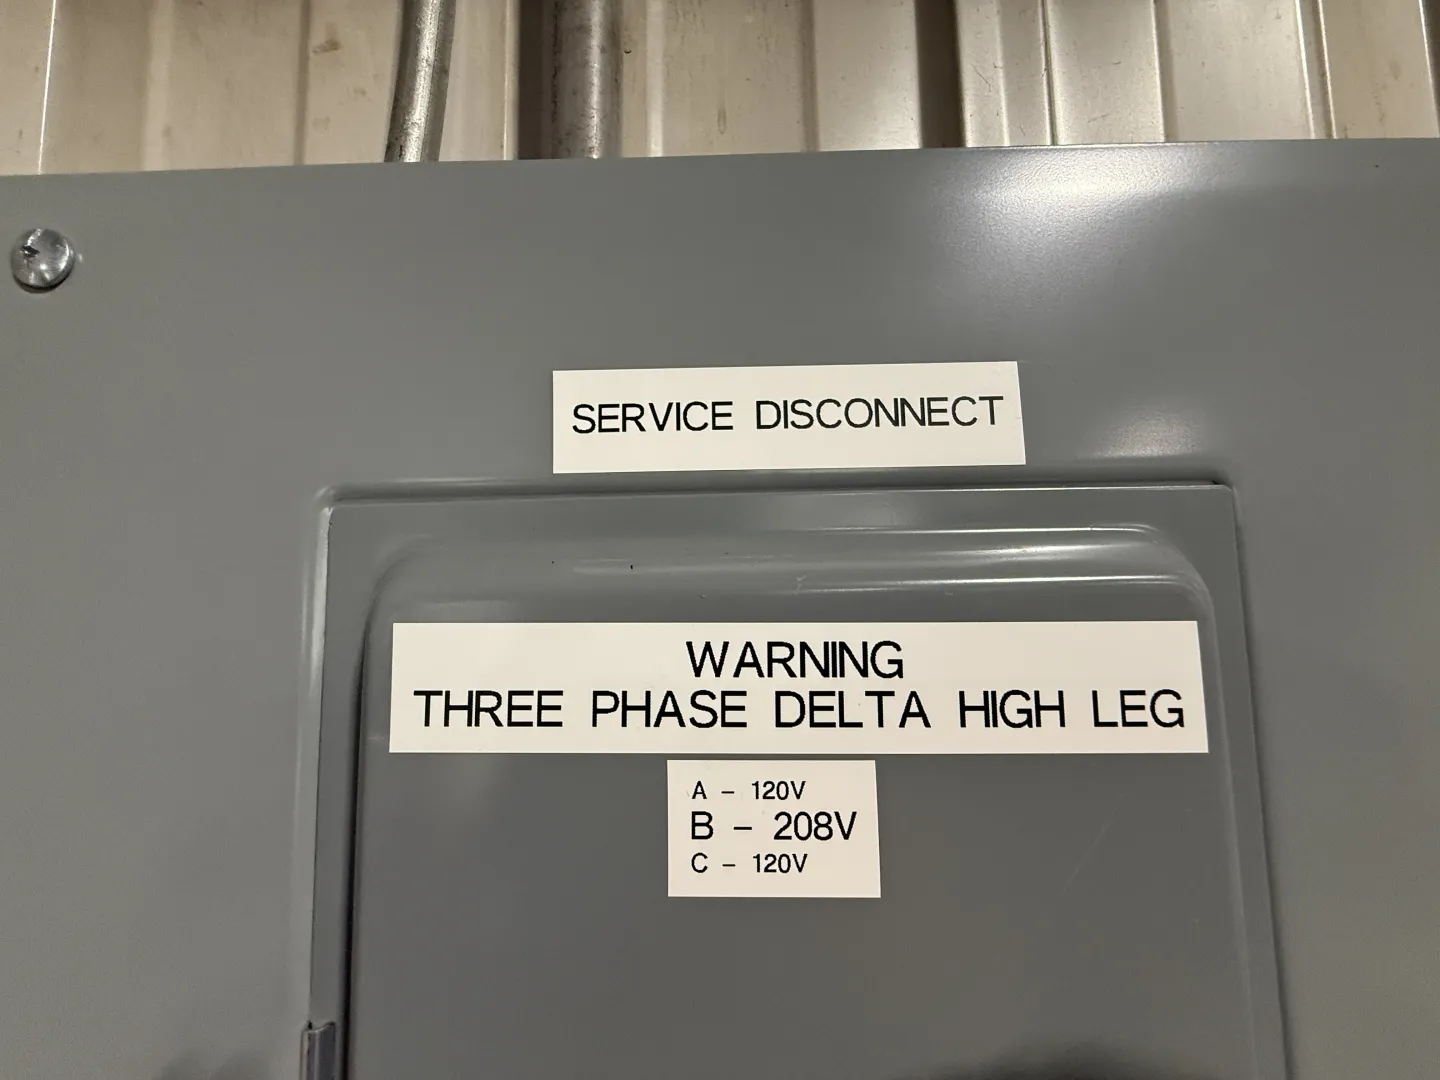 SERVICE DISCONNECT
WARNING
THREE PHASE DELTA HIGH LEG
A - 120V
B - 208V
C - 120V